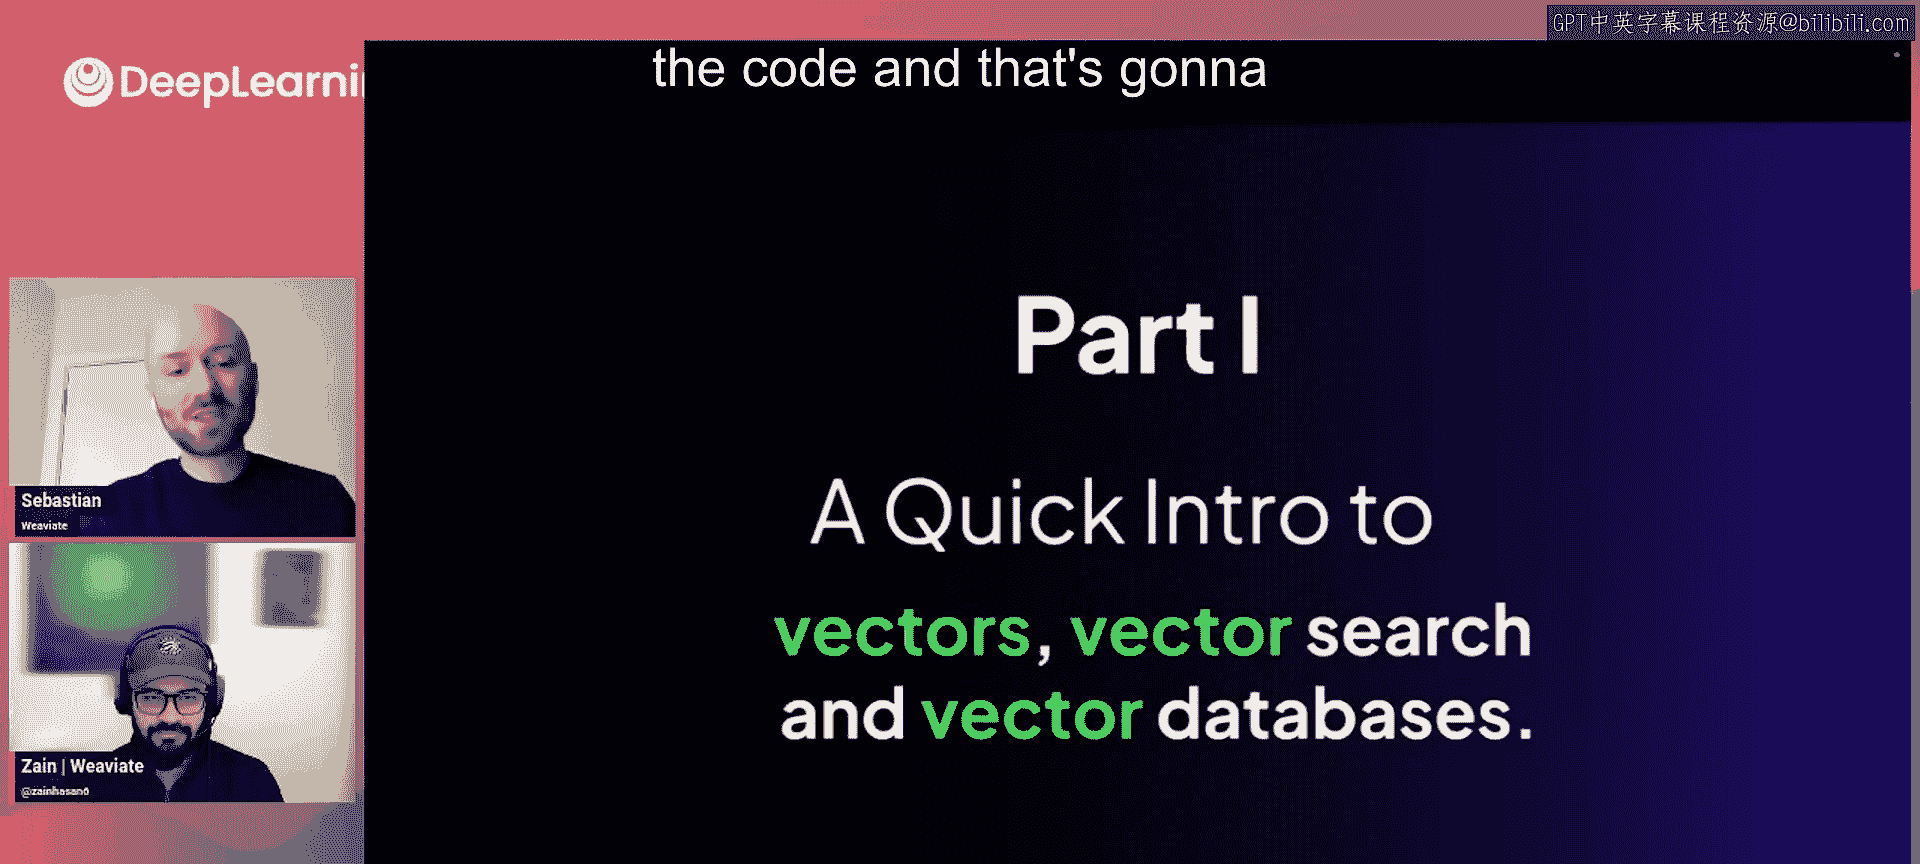 GPT中英字幕课程资源@bilibili.com
DeepLearni
the code and that's gonna
Part I
A Quick Intro to
vectors, vector search
and vector databases.
Sebastian
Weaviate
Zain | Weaviate
@zainhasan6